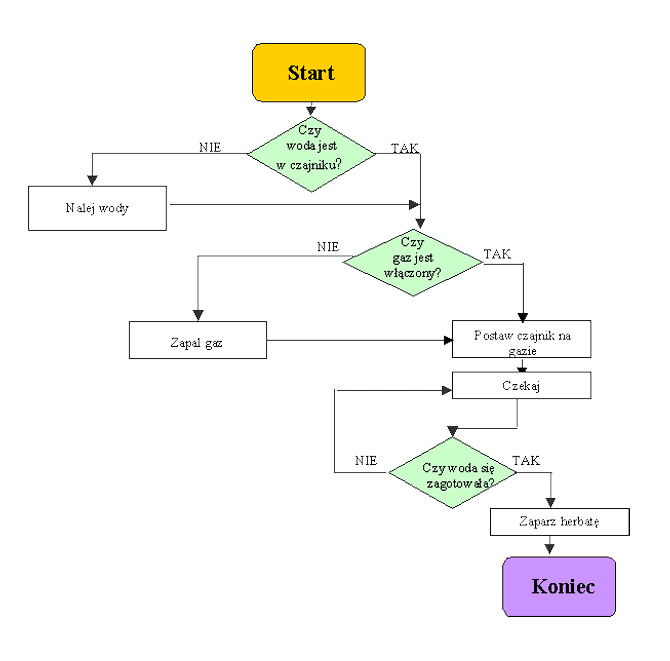 Start
Czy
woda jest
w czajniku?
NIE
TAK
Nalej wody
Czy
gaz jest
włączony?
NIE
TAK
Zapal gaz
Postaw czajnik na
gazie
Czekaj
Czy woda się
zagotowała?
NIE
TAK
Zaparz herbatę
Koniec